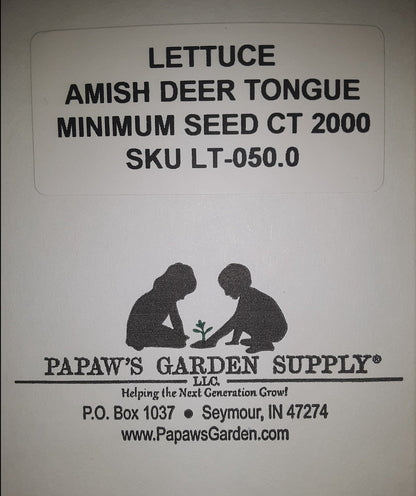 LETTUCE
AMISH DEER TONGUE
MINIMUM SEED CT 2000
SKU LT-050.0
PAPAW'S GARDEN SUPPLY®
LLC.
Helping the Next Generation Grow!
P.O. Box 1037 ● Seymour, IN 47274
www.PapawsGarden.com